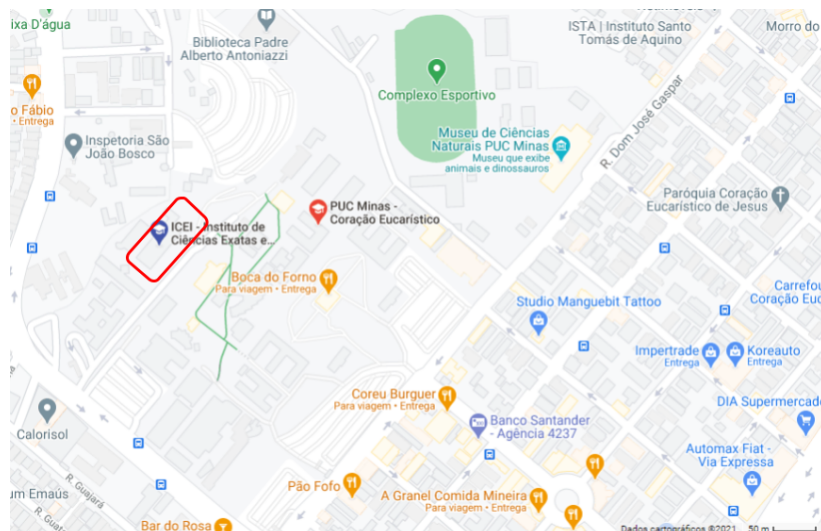 ixa D'água
Biblioteca Padre
Alberto Antoniazzi
ISTA | Instituto Santo
Tomás de Aquino
Morro do
Complexo Esportivo
o Fábio
• Entrega
Inspetoria São
João Bosco
Museu de Ciências
Naturais PUC Minas
Museu que exibe
animais e dinossauros
R. Dom José Gaspar
Paróquia Coração
Eucarístico de Jesus
PUC Minas -
Coração Eucarístico
ICEI - Instituto de
Ciências Exatas e...
Boca do Forno
Para viagem • Entrega
Carrefou
Coração Euc
Studio Manguebit Tattoo
Impertrade
Entrega
Koreauto
Entrega
Coreu Burguer
Para viagem • Entrega
DIA Supermercado
Calorisol
Banco Santander
- Agência 4237
Automax Fiat -
Via Expressa
R. Guajará
um Emaús
R. Gua
Pão Fofo
A Granel Comida Mineira
Para viagem • Entrega
Bar do Rosa
Dados cartográficos ©2021
50 m